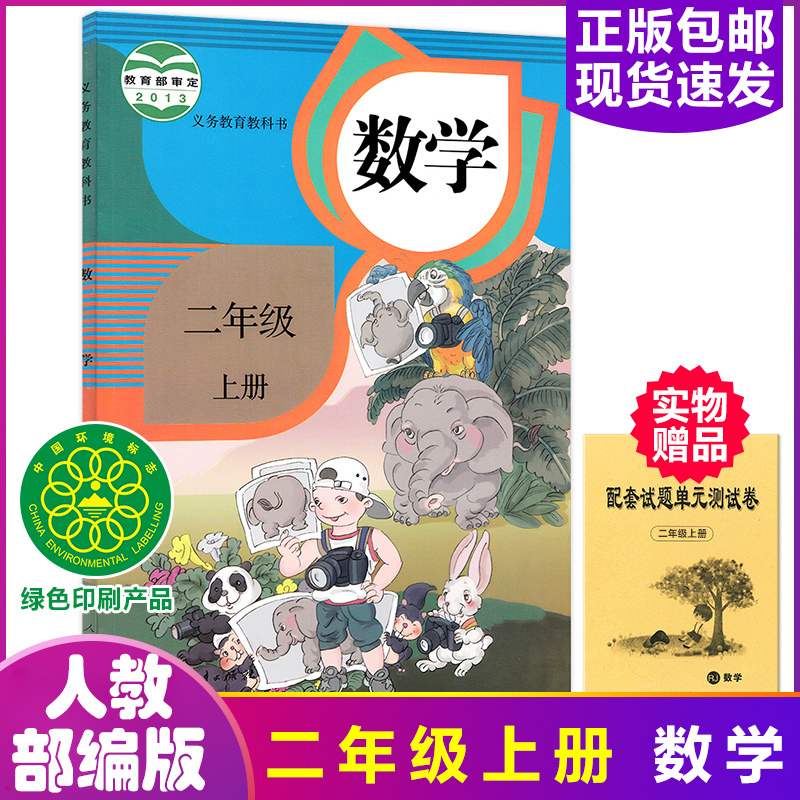 正版包邮
现货速发
教育部审定
2013
义务教育教科书
数学
二年级
上册
义务教育教科书
数
学
中国环境标志
CHINA ENVIRONMENTAL LABELLING
绿色印刷产品
实物
赠品
配套试题单元测试卷
二年级上册
RJ 数学
人教
部编版
二年级上册 数学